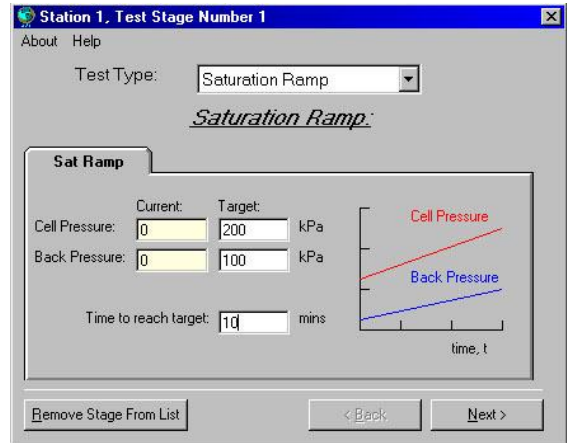 Station 1, Test Stage Number 1
About Help
Test Type: Saturation Ramp
Saturation Ramp:
Sat Ramp
Current: Target:
Cell Pressure: 0 200 kPa
Back Pressure: 0 100 kPa
Time to reach target: 10 mins
Cell Pressure
Back Pressure
time, t
Remove Stage From List
< Back
Next >